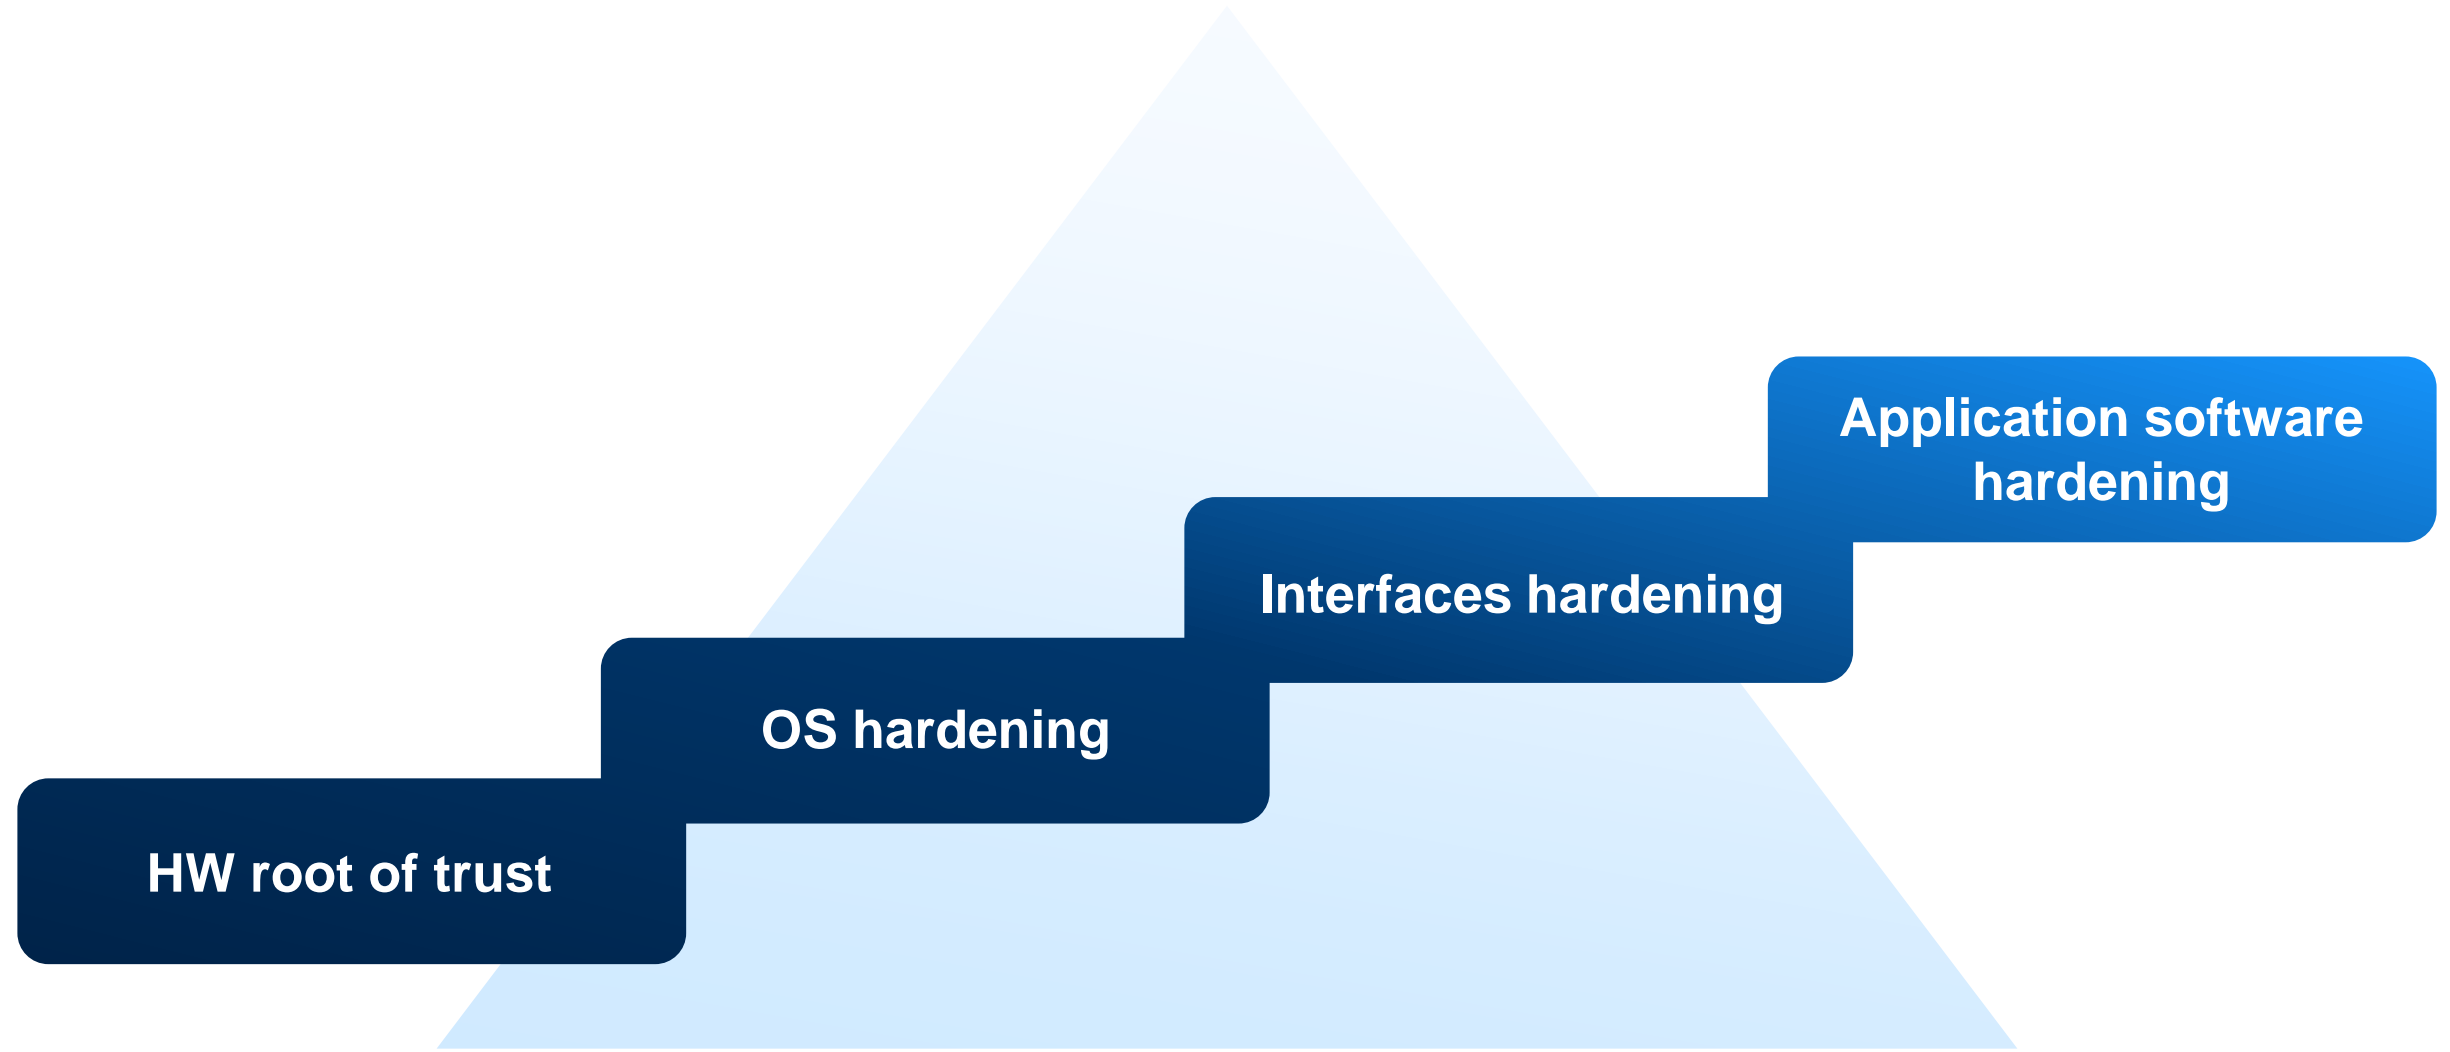 Application software
hardening
Interfaces hardening
OS hardening
HW root of trust